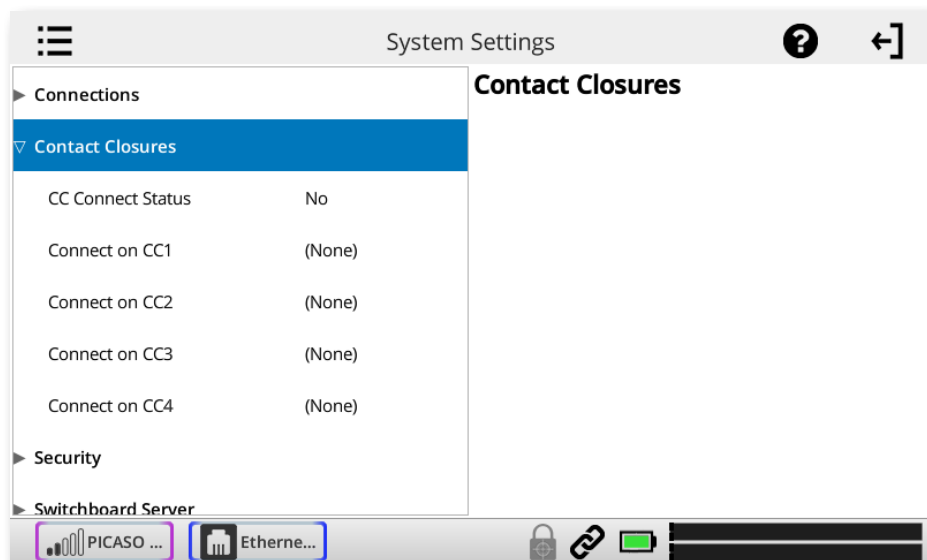 System Settings
Connections
Contact Closures
Contact Closures
CC Connect Status No
Connect on CC1 (None)
Connect on CC2 (None)
Connect on CC3 (None)
Connect on CC4 (None)
Security
Switchboard Server
PICASO ...
Etherne...